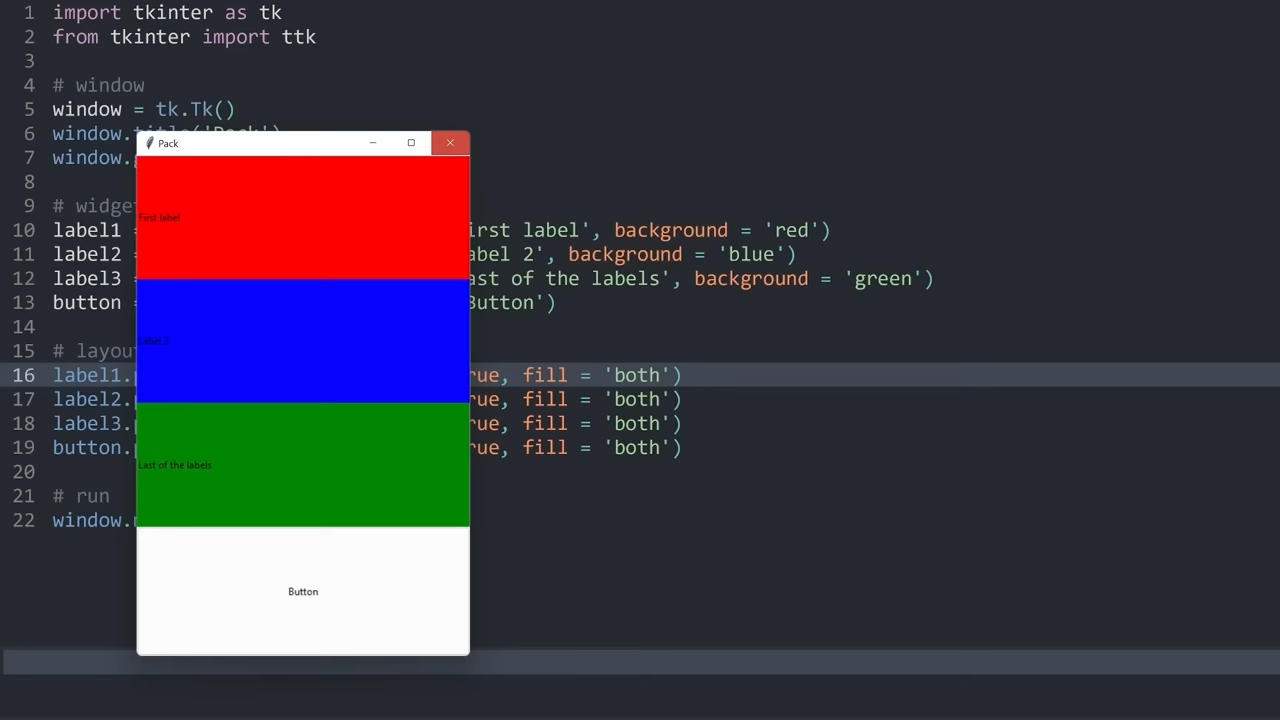 1 import tkinter as tk
2 from tkinter import ttk
3
4 # window
5 window = tk.Tk()
6 window.title('Pack')
7 window.
8
9 # widge
10 label1 = irst label', background = 'red')
11 label2 = abel 2', background = 'blue')
12 label3 = ast of the labels', background = 'green')
13 button = Button')
14
15 # layou
16 label1. rue, fill = 'both')
17 label2. rue, fill = 'both')
18 label3. rue, fill = 'both')
19 button. rue, fill = 'both')
20
21 # run
22 window.
Pack
First label
Label 2
Last of the labels
Button